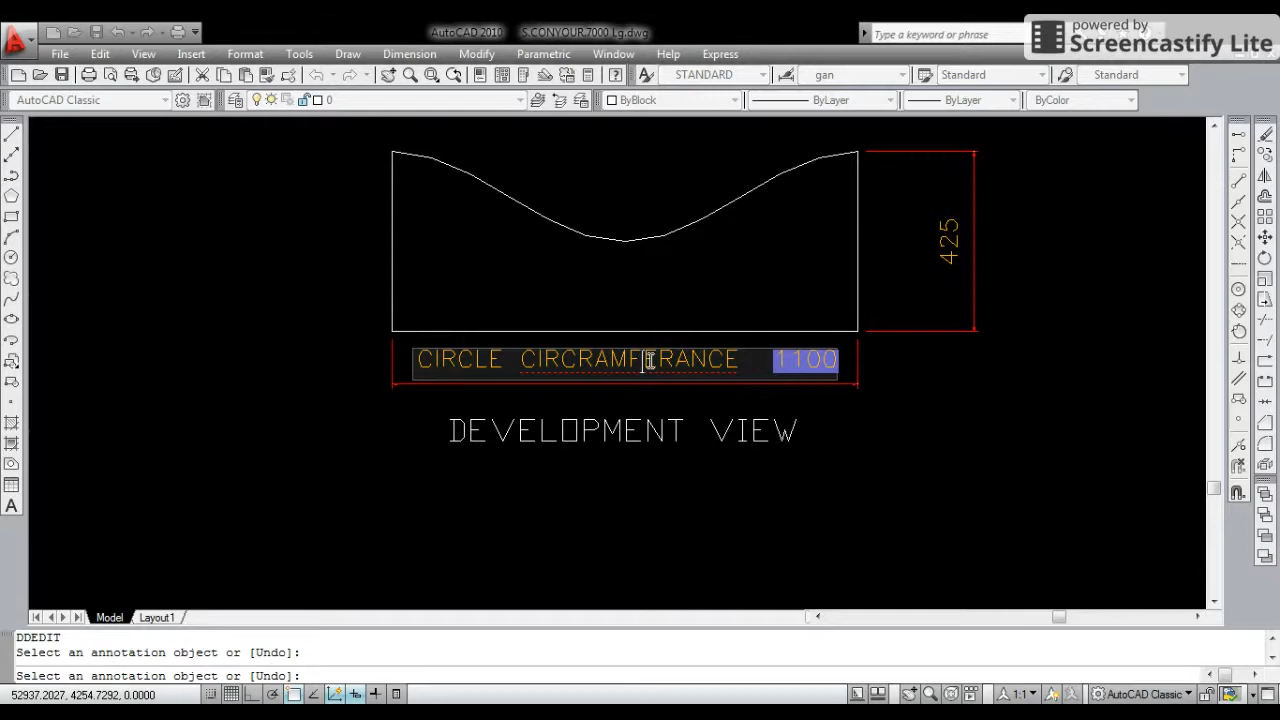 powered by
Screencastify Lite
AutoCAD 2010 S.CONYOUR.7000 Lg.dwg
Type a keyword or phrase
File Edit View Insert Format Tools Draw Dimension Modify Parametric Window Help Express
STANDARD gan Standard Standard
AutoCAD Classic 0 ByBlock ByLayer ByLayer ByColor
425
CIRCLE CIRCRAMFERANCE 1100
DEVELOPMENT VIEW
A
Model Layout1
DDEDIT
Select an annotation object or [Undo]:
Select an annotation object or [Undo]:
52937.2027, 4254.7292, 0.0000 1:1 AutoCAD Classic